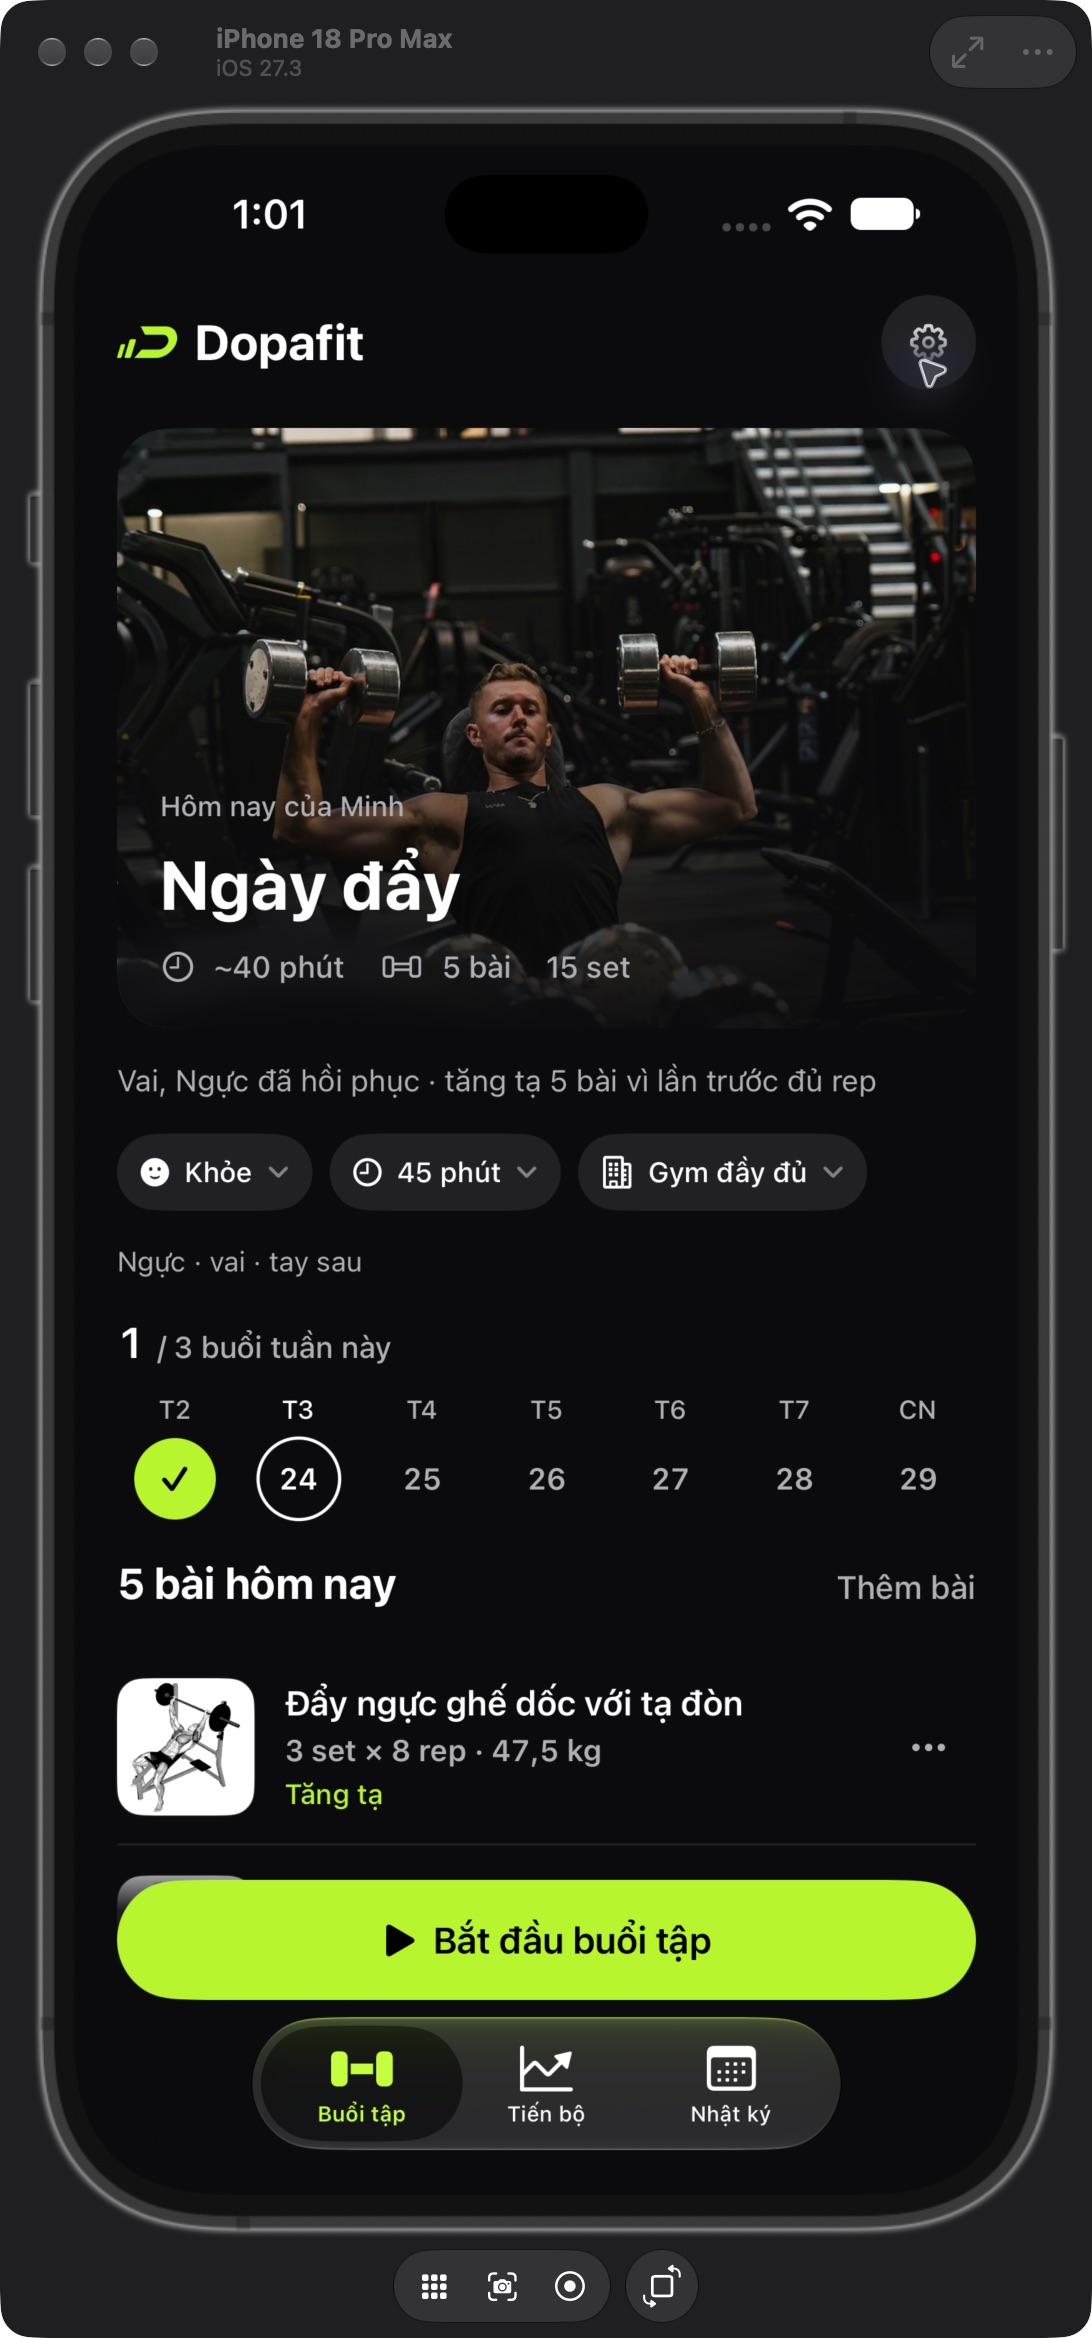 iPhone 18 Pro Max
iOS 27.3
1:01
Dopafit
Hôm nay của Minh
Ngày đẩy
~40 phút 5 bài 15 set
Vai, Ngực đã hồi phục · tăng tạ 5 bài vì lần trước đủ rep
Khỏe 45 phút Gym đầy đủ
Ngực · vai · tay sau
1 / 3 buổi tuần này
T2 T3 T4 T5 T6 T7 CN
24 25 26 27 28 29
5 bài hôm nay Thêm bài
Đẩy ngực ghế dốc với tạ đòn
3 set × 8 rep · 47,5 kg
Tăng tạ
Bắt đầu buổi tập
Buổi tập Tiến bộ Nhật ký